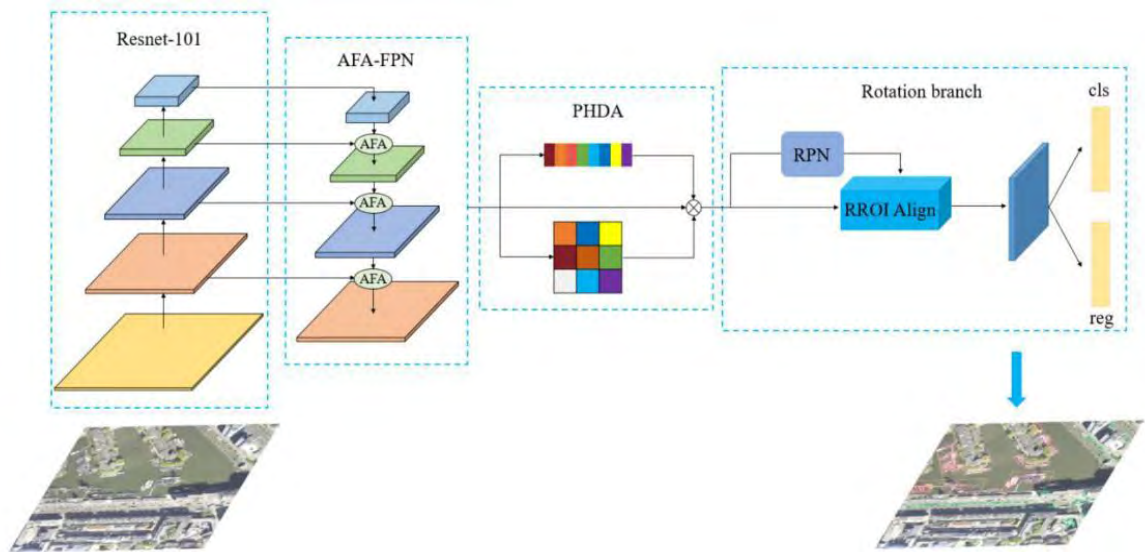 Resnet-101
AFA-FPN
AFA
AFA
AFA
PHDA
Rotation branch
RPN
RROI Align
cls
reg